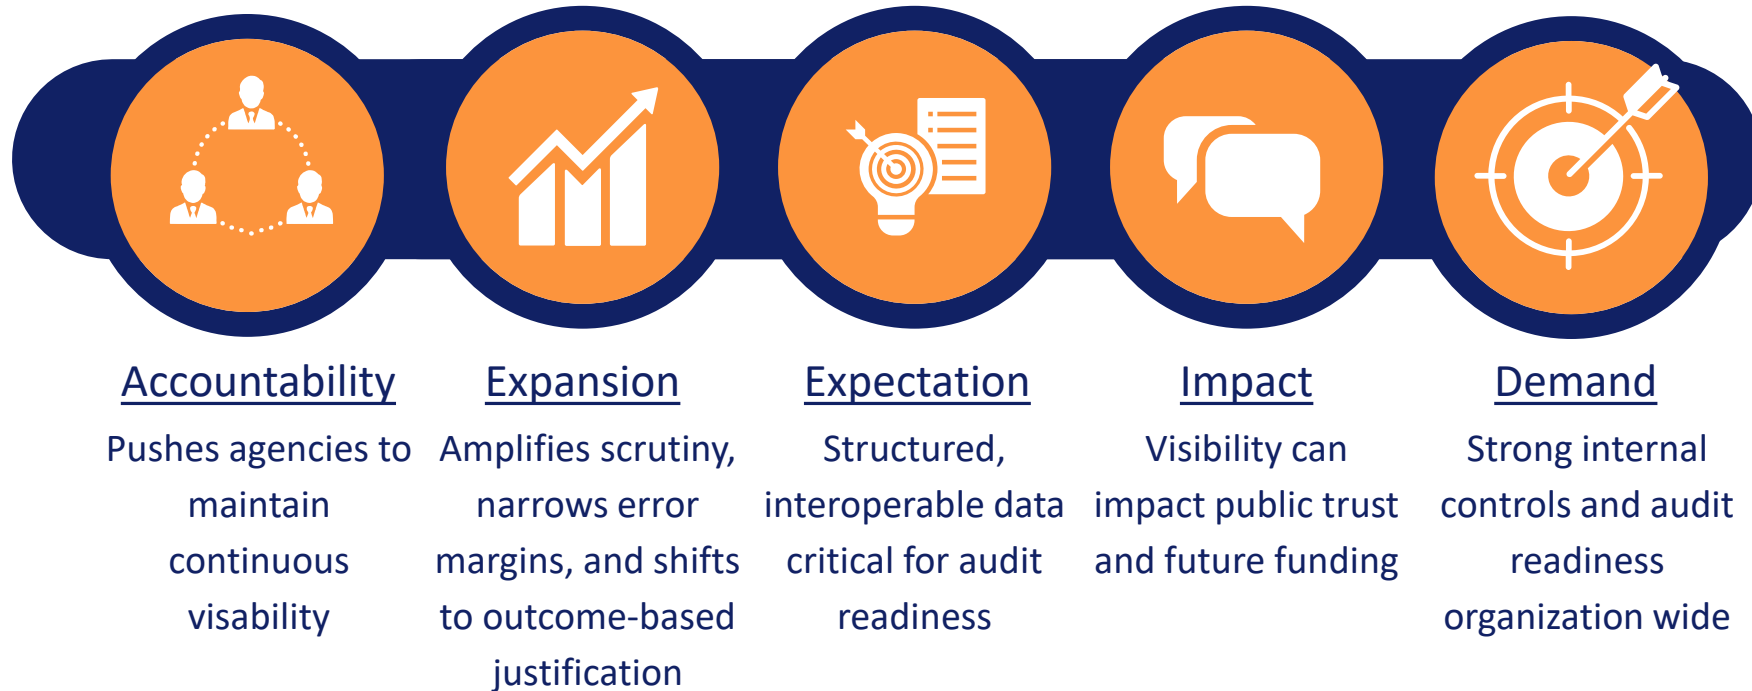 Accountability
Pushes agencies to
maintain
continuous
visability
Expansion
Amplifies scrutiny,
narrows error
margins, and shifts
to outcome-based
justification
Expectation
Structured,
interoperable data
critical for audit
readiness
Impact
Visibility can
impact public trust
and future funding
Demand
Strong internal
controls and audit
readiness
organization wide